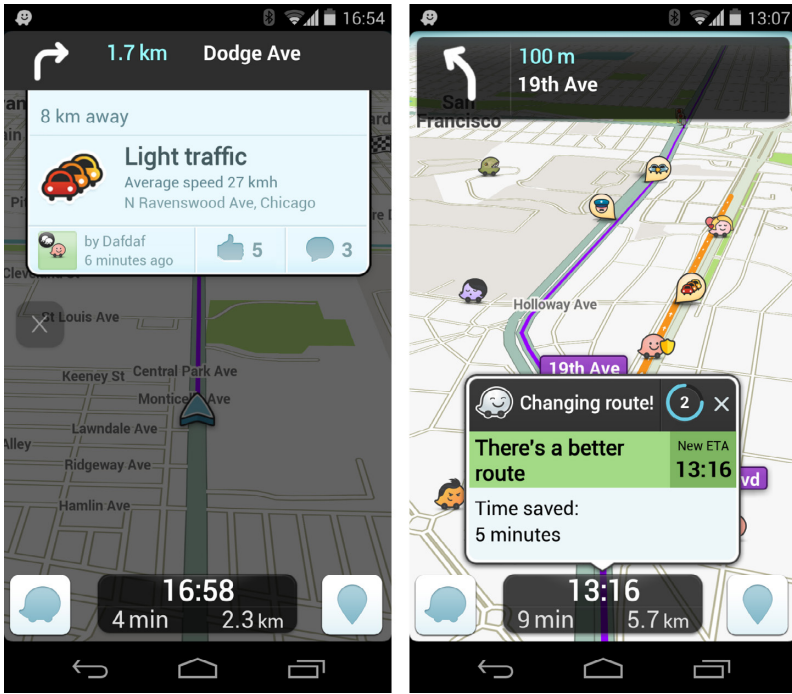 16:54
1.7 km Dodge Ave
8 km away
Light traffic
Average speed 27 kmh
N Ravenswood Ave, Chicago
by Dafdaf
6 minutes ago
5
3
St Louis Ave
Keeney St
Central Park Ave
Monticello Ave
Lawndale Ave
Ridgeway Ave
Hamlin Ave
16:58
4 min 2.3 km
13:07
100 m
19th Ave
San
Francisco
Holloway Ave
19th Ave
Changing route! 2
There's a better
route
New ETA
13:16
Time saved:
5 minutes
vd
13:16
9 min 5.7 km